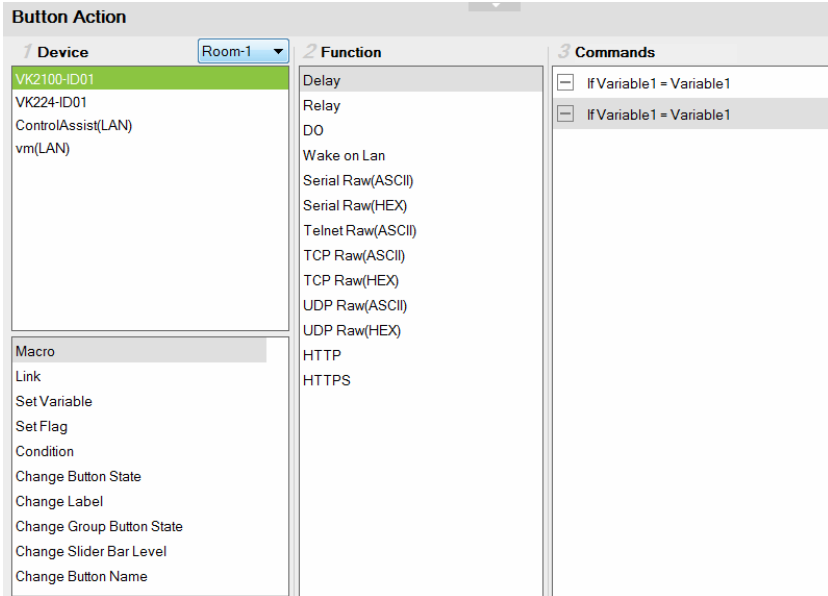 Button Action
1 Device
Room-1
VK2100-ID01
VK224-ID01
ControlAssist(LAN)
vm(LAN)
Macro
Link
Set Variable
Set Flag
Condition
Change Button State
Change Label
Change Group Button State
Change Slider Bar Level
Change Button Name
2 Function
Delay
Relay
DO
Wake on Lan
Serial Raw(ASCII)
Serial Raw(HEX)
Telnet Raw(ASCII)
TCP Raw(ASCII)
TCP Raw(HEX)
UDP Raw(ASCII)
UDP Raw(HEX)
HTTP
HTTPS
3 Commands
If Variable1 = Variable1
If Variable1 = Variable1